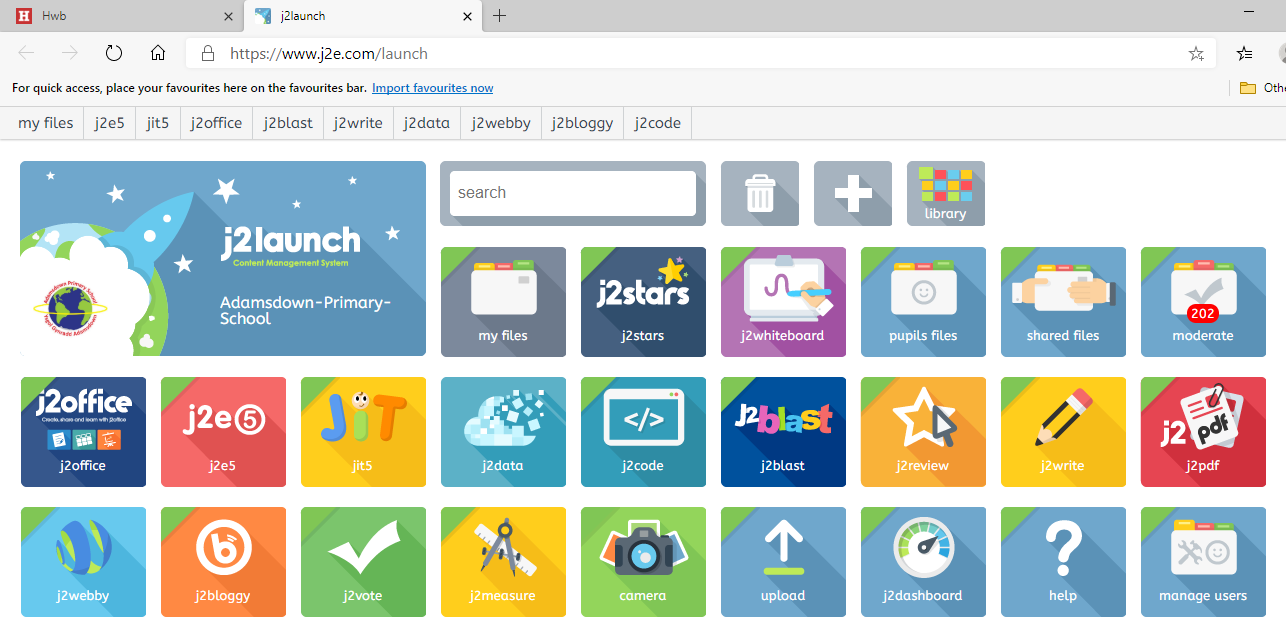 Hwb
j2launch
https://www.j2e.com/launch
For quick access, place your favourites here on the favourites bar. Import favourites now
my files j2e5 jit5 j2office j2blast j2write j2data j2webby j2bloggy j2code
j2launch
Content Management System
Adamsdown-Primary-
School
Adamsdown Primary School
search
library
my files
j2stars
j2stars
j2whiteboard
pupils files
shared files
202
moderate
j2office
Create, share and learn with j2office
j2office
j2e5
j2e5
JIT
jit5
j2data
</>
j2code
j2blast
j2blast
j2review
j2write
j2 pdf
j2pdf
j2webby
b
j2bloggy
j2vote
j2measure
camera
upload
j2dashboard
?
help
manage users